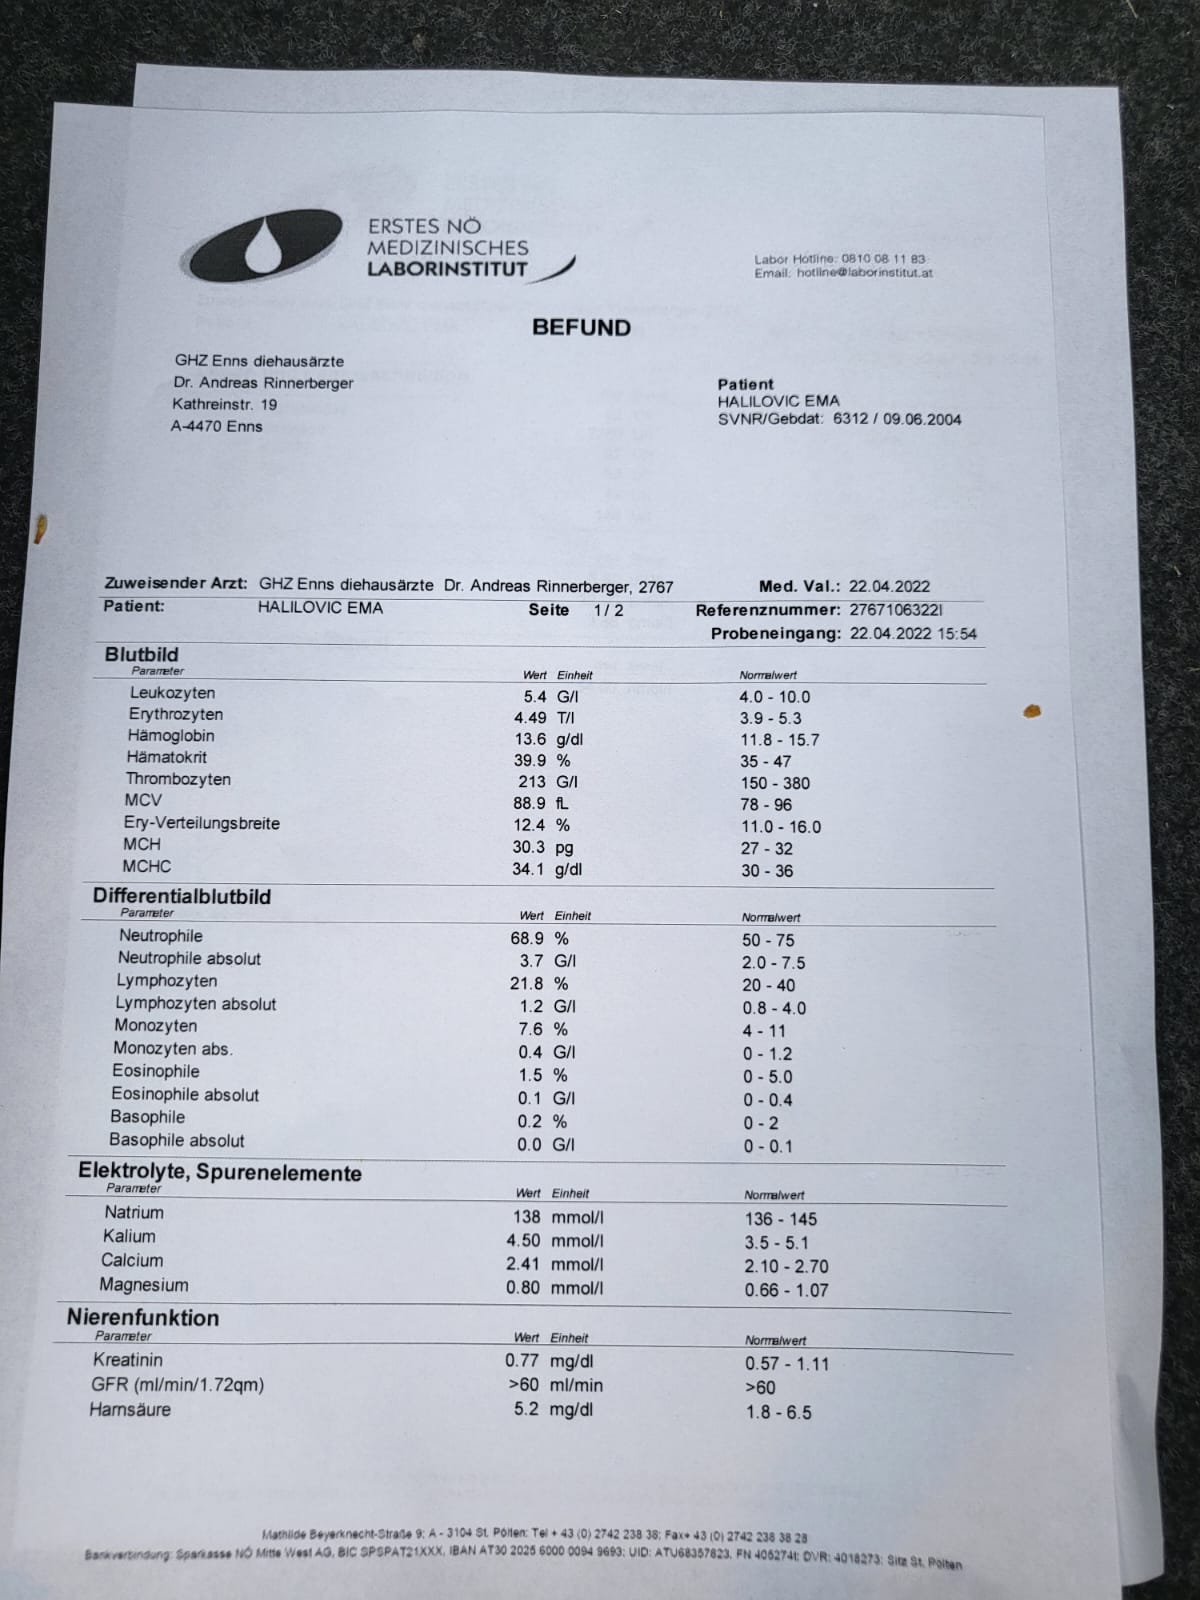 ERSTES NÖ
MEDIZINISCHES
LABORINSTITUT
Labor Hotline: 0810 08 11 83
Email: hotline@laborinstitut.at
BEFUND
GHZ Enns diehausärzte
Dr. Andreas Rinnerberger
Kathreinstr. 19
A-4470 Enns
Patient
HALILOVIC EMA
SVNR/Gebdat: 6312 / 09.06.2004
Zuweisender Arzt: GHZ Enns diehausärzte Dr. Andreas Rinnerberger, 2767 Med. Val.: 22.04.2022
Patient: HALILOVIC EMA Seite 1/ 2 Referenznummer: 2767106322I
Probeneingang: 22.04.2022 15:54
Blutbild
Parameter Wert Einheit Normalwert
Leukozyten 5.4 G/l 4.0 - 10.0
Erythrozyten 4.49 T/l 3.9 - 5.3
Hämoglobin 13.6 g/dl 11.8 - 15.7
Hämatokrit 39.9 % 35 - 47
Thrombozyten 213 G/l 150 - 380
MCV 88.9 fL 78 - 96
Ery-Verteilungsbreite 12.4 % 11.0 - 16.0
MCH 30.3 pg 27 - 32
MCHC 34.1 g/dl 30 - 36
Differentialblutbild
Parameter Wert Einheit Normalwert
Neutrophile 68.9 % 50 - 75
Neutrophile absolut 3.7 G/l 2.0 - 7.5
Lymphozyten 21.8 % 20 - 40
Lymphozyten absolut 1.2 G/l 0.8 - 4.0
Monozyten 7.6 % 4 - 11
Monozyten abs. 0.4 G/l 0 - 1.2
Eosinophile 1.5 % 0 - 5.0
Eosinophile absolut 0.1 G/l 0 - 0.4
Basophile 0.2 % 0 - 2
Basophile absolut 0.0 G/l 0 - 0.1
Elektrolyte, Spurenelemente
Parameter Wert Einheit Normalwert
Natrium 138 mmol/l 136 - 145
Kalium 4.50 mmol/l 3.5 - 5.1
Calcium 2.41 mmol/l 2.10 - 2.70
Magnesium 0.80 mmol/l 0.66 - 1.07
Nierenfunktion
Parameter Wert Einheit Normalwert
Kreatinin 0.77 mg/dl 0.57 - 1.11
GFR (ml/min/1.72qm) >60 ml/min >60
Harnsäure 5.2 mg/dl 1.8 - 6.5
Mathilde Beyerknecht-Straße 9; A - 3104 St. Pölten; Tel + 43 (0) 2742 238 38; Fax+ 43 (0) 2742 238 38 28
Bankverbindung: Sparkasse NÖ Mitte West AG, BIC SPSPAT21XXX, IBAN AT30 2025 6000 0094 9693; UID: ATU68357823, FN 405274t; DVR: 4018273; Sitz St. Pölten